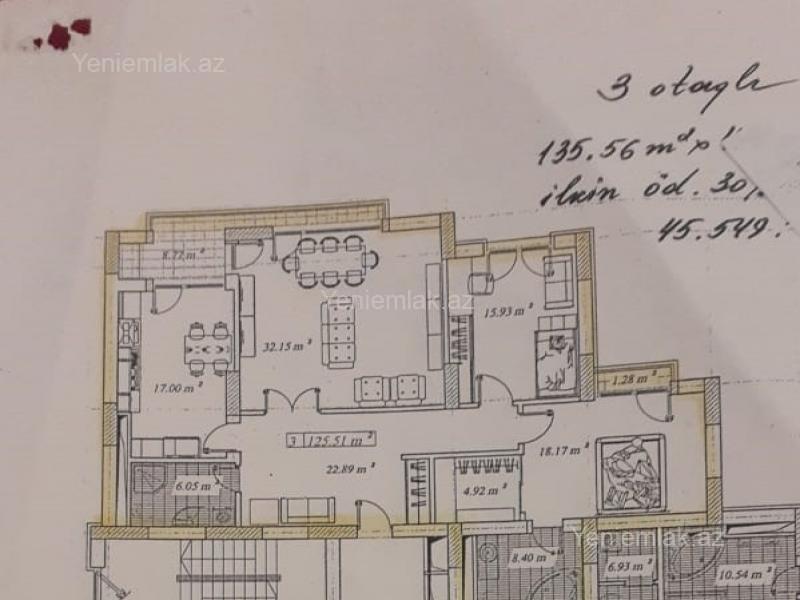 Yeniemlak.az
3 otaqlı
135.56 m²
ilkin öd. 30
45.549
8.77 m²
Yeniemlak.az
15.93 m²
32.15 m²
17.00 m²
1.28 m²
3 125.51 m²
18.17 m²
22.89 m²
6.05 m²
4.92 m²
Yeniemlak.az
8.40 m²
6.93 m²
10.54 m²